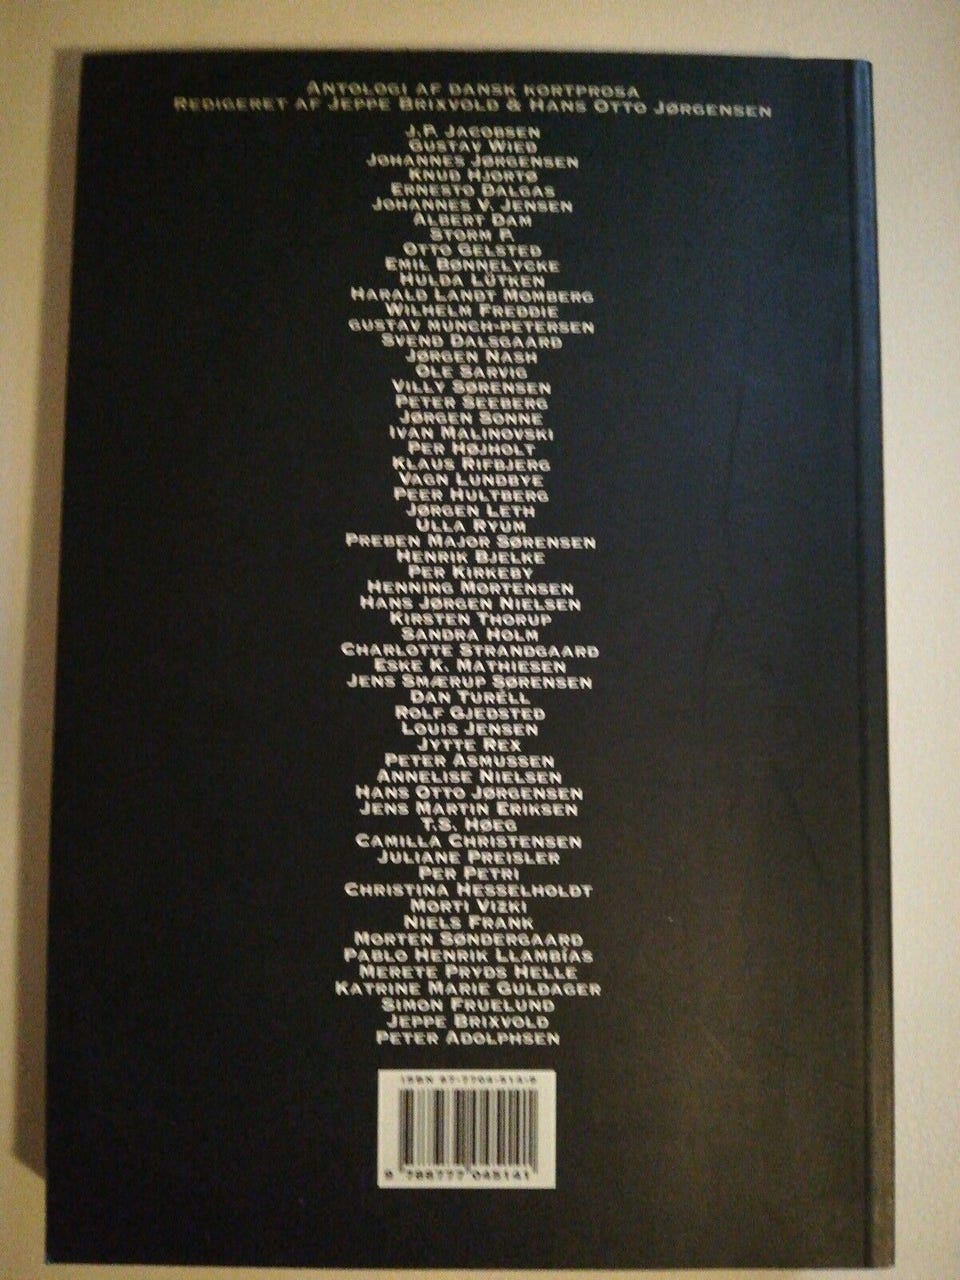 ANTOLOGI AF DANSK KORTPROSA
REDIGERET AF JEPPE BRIXVOLD & HANS OTTO JØRGENSEN
J.P. JACOBSEN
GUSTAV WIED
JOHANNES JØRGENSEN
KNUD HJORTØ
ERNESTO DALGAS
JOHANNES V. JENSEN
ALBERT DAM
STORM P.
OTTO GELSTED
EMIL BØNNELYCKE
HULDA LÜTKEN
HARALD LANDT MOMBERG
WILHELM FREDDIE
GUSTAV MUNCH-PETERSEN
SVEND DALSGAARD
JØRGEN NASH
OLE SARVIG
VILLY SØRENSEN
PETER SEEBERG
JØRGEN SONNE
IVAN MALINOVSKI
PER HØJHOLT
KLAUS RIFBJERG
VAGN LUNDBYE
PEER HULTBERG
JØRGEN LETH
ULLA RYUM
PREBEN MAJOR SØRENSEN
HENRIK BJELKE
PER KIRKEBY
HENNING MORTENSEN
HANS JØRGEN NIELSEN
KIRSTEN THORUP
SANDRA HOLM
CHARLOTTE STRANDGAARD
ESKE K. MATHIESEN
JENS SMÆRUP SØRENSEN
DAN TURÉLL
ROLF GJEDSTED
LOUIS JENSEN
JYTTE REX
PETER ASMUSSEN
ANNELISE NIELSEN
HANS OTTO JØRGENSEN
JENS MARTIN ERIKSEN
T.S. HØEG
CAMILLA CHRISTENSEN
JULIANE PREISLER
PER PETRI
CHRISTINA HESSELHOLDT
MORTI VIZKI
NIELS FRANK
MORTEN SØNDERGAARD
PABLO HENRIK LLAMBÍAS
MERETE PRYDS HELLE
KATRINE MARIE GULDAGER
SIMON FRUELUND
JEPPE BRIXVOLD
PETER ADOLPHSEN
ISBN
9 788777 045141